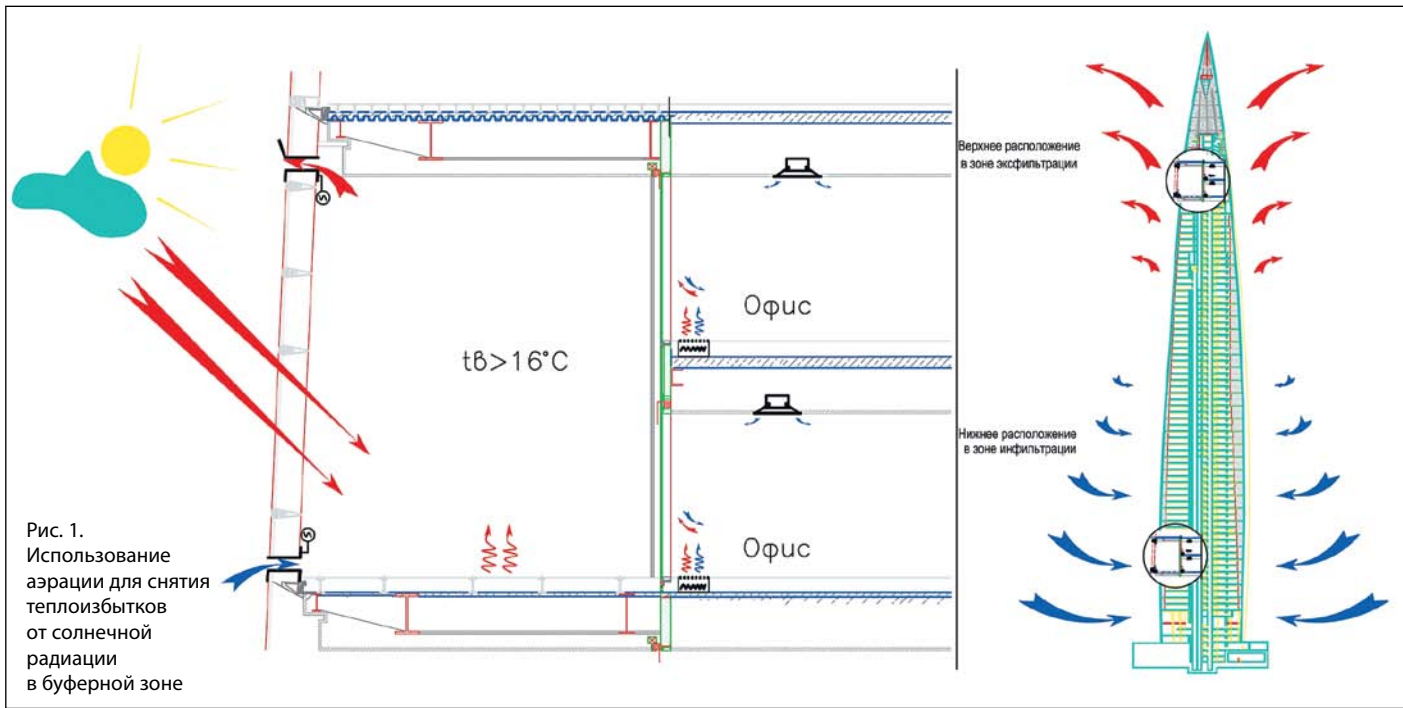 Верхнее расположение
в зоне эксфильтрации
Офис
tв>16°C
Нижнее расположение
в зоне инфильтрации
Офис
Рис. 1.
Использование
аэрации для снятия
теплоизбытков
от солнечной
радиации
в буферной зоне
S
S